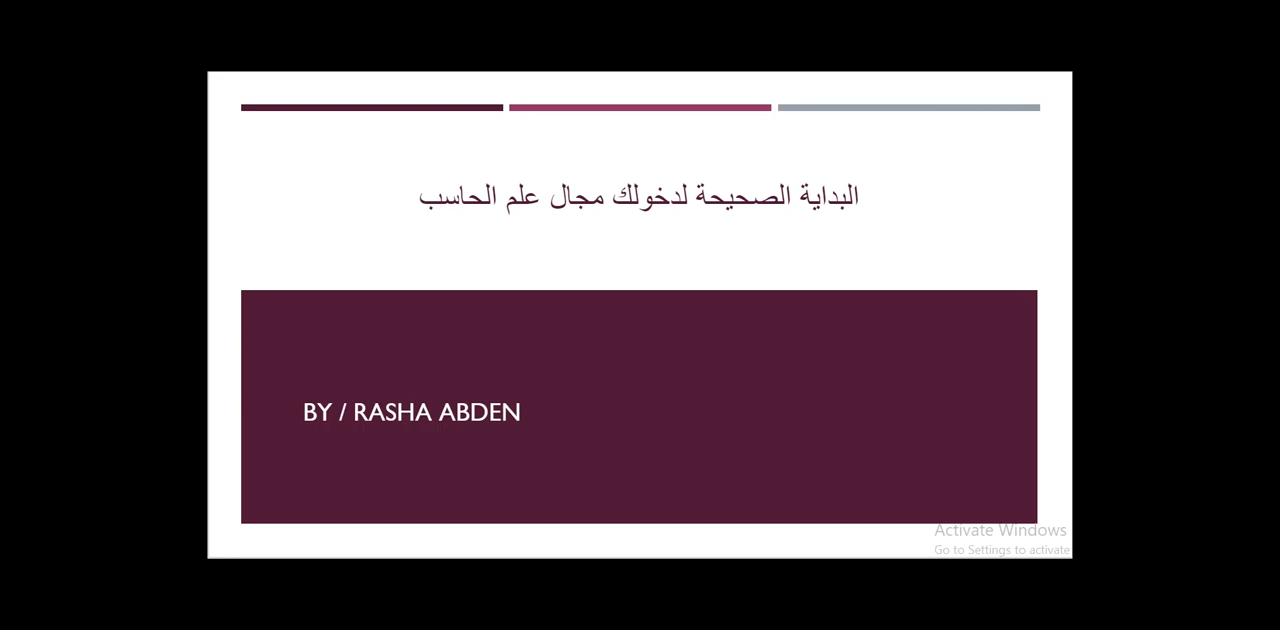 البداية الصحيحة لدخولك مجال علم الحاسب
BY / RASHA ABDEN
Activate Windows
Go to Settings to activate